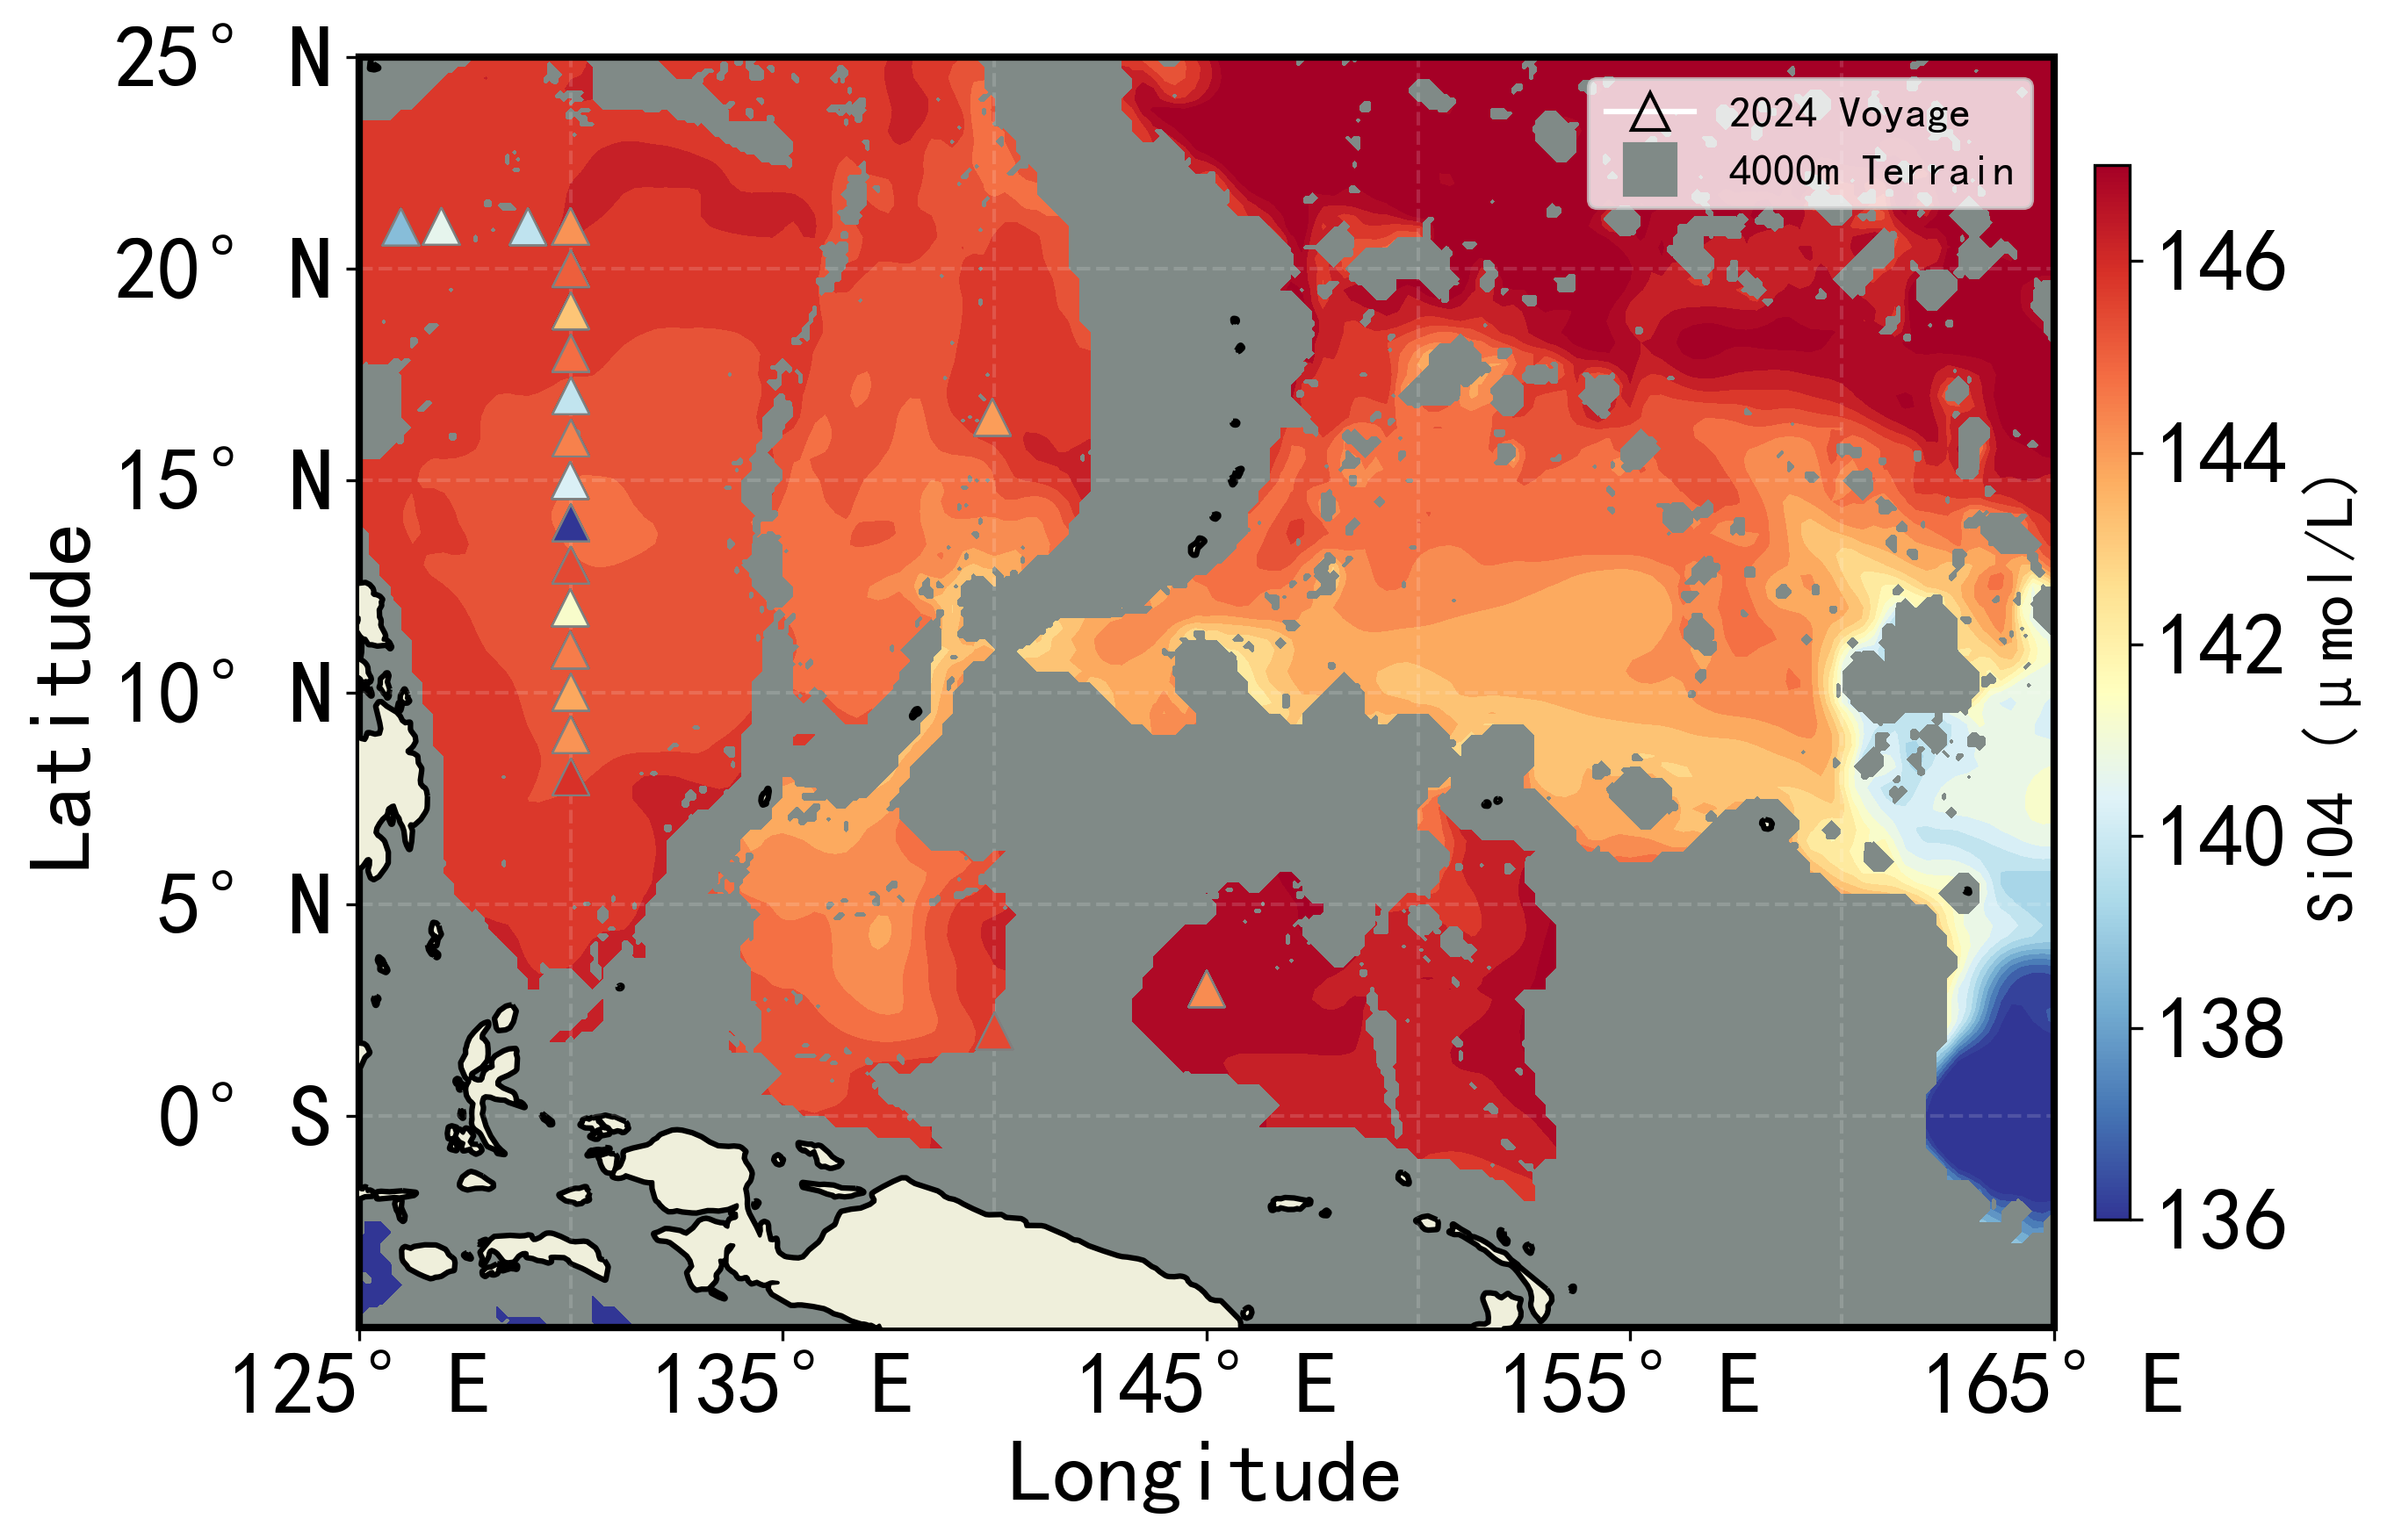 25° N
20° N
15° N
10° N
5° N
0° S
Latitude
125° E
135° E
145° E
155° E
165° E
Longitude
2024 Voyage
4000m Terrain
146
144
142
140
138
136
SiO4 (μmol/L)